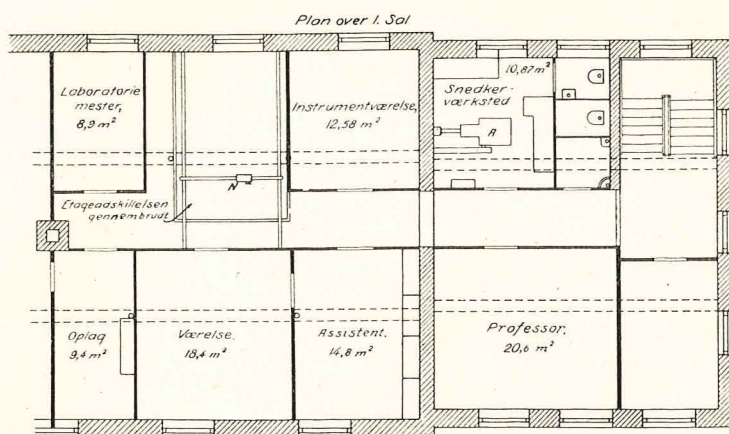 Plan over 1. Sal
Laboratorie
mester,
8,9 m²
Instrumentværelse,
12,58 m²
10,87 m²
Snedker-
værksted
A
N
Etageadskillelsen
gennembrudt
Oplag
9,4 m²
Værelse,
18,4 m²
Assistent,
14,8 m²
Professor,
20,6 m²